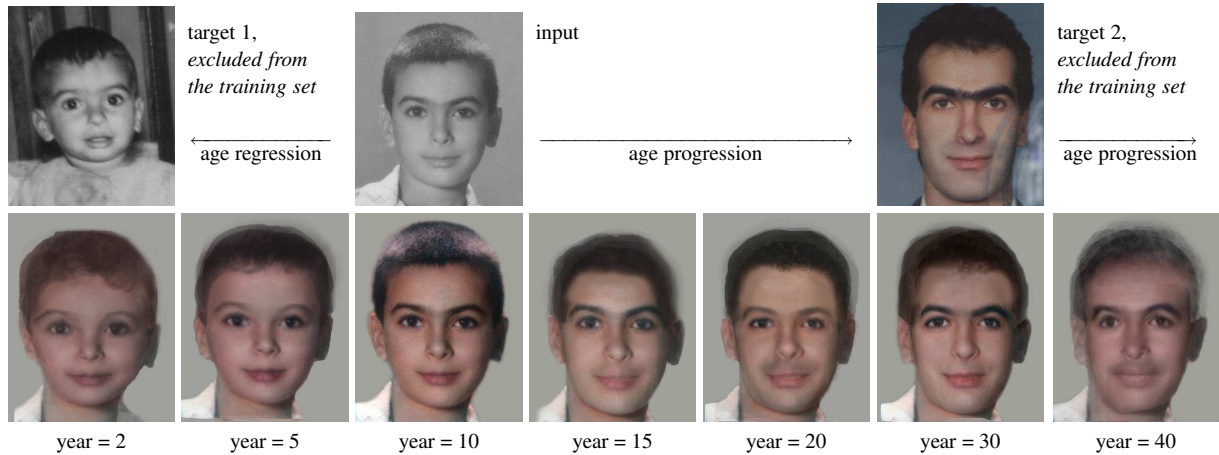 target 1,
excluded from
the training set
age regression
input
age progression
target 2,
excluded from
the training set
age progression
year = 2
year = 5
year = 10
year = 15
year = 20
year = 30
year = 40